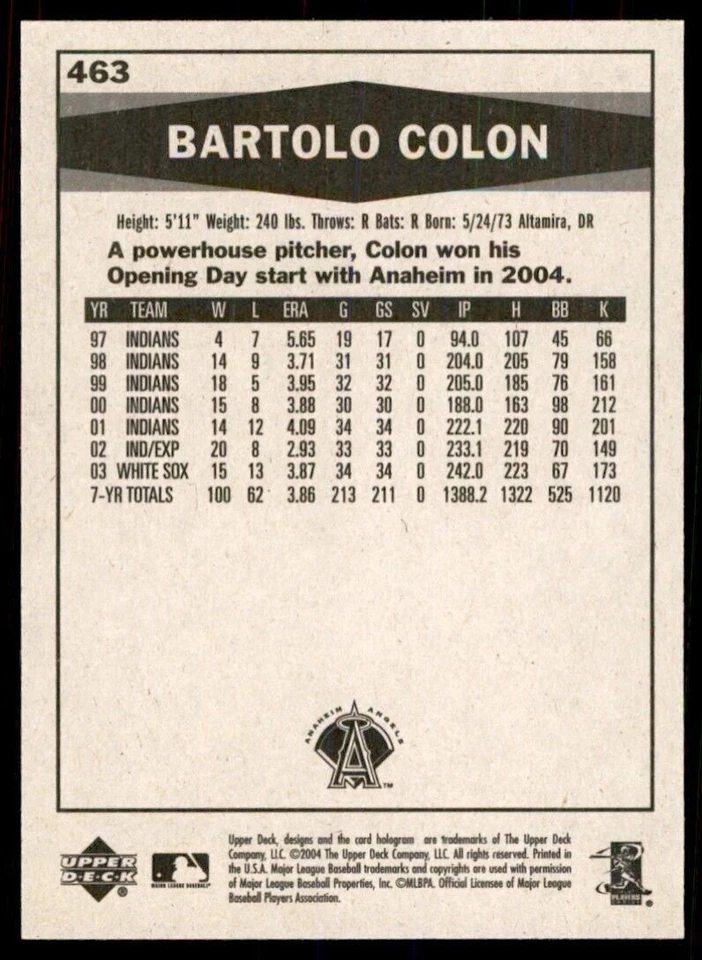 463
BARTOLO COLON
Height: 5'11" Weight: 240 lbs. Throws: R Bats: R Born: 5/24/73 Altamira, DR
A powerhouse pitcher, Colon won his
Opening Day start with Anaheim in 2004.
YR TEAM W L ERA G GS SV IP H BB K
97 INDIANS 4 7 5.65 19 17 0 94.0 107 45 66
98 INDIANS 14 9 3.71 31 31 0 204.0 205 79 158
99 INDIANS 18 5 3.95 32 32 0 205.0 185 76 161
00 INDIANS 15 8 3.88 30 30 0 188.0 163 98 212
01 INDIANS 14 12 4.09 34 34 0 222.1 220 90 201
02 IND/EXP 20 8 2.93 33 33 0 233.1 219 70 149
03 WHITE SOX 15 13 3.87 34 34 0 242.0 223 67 173
7-YR TOTALS 100 62 3.86 213 211 0 1388.2 1322 525 1120
ANAHEIM ANGELS
A
TM
UPPER
D.E.C.K
®
MAJOR LEAGUE BASEBALL
Upper Deck, designs and the card hologram are trademarks of The Upper Deck
Company, LLC. ©2004 The Upper Deck Company, LLC. All rights reserved. Printed in
the U.S.A. Major League Baseball trademarks and copyrights are used with permission
of Major League Baseball Properties, Inc. ©MLBPA. Official Licensee of Major League
Baseball Players Association.
PLAYERS
CHOICE
®